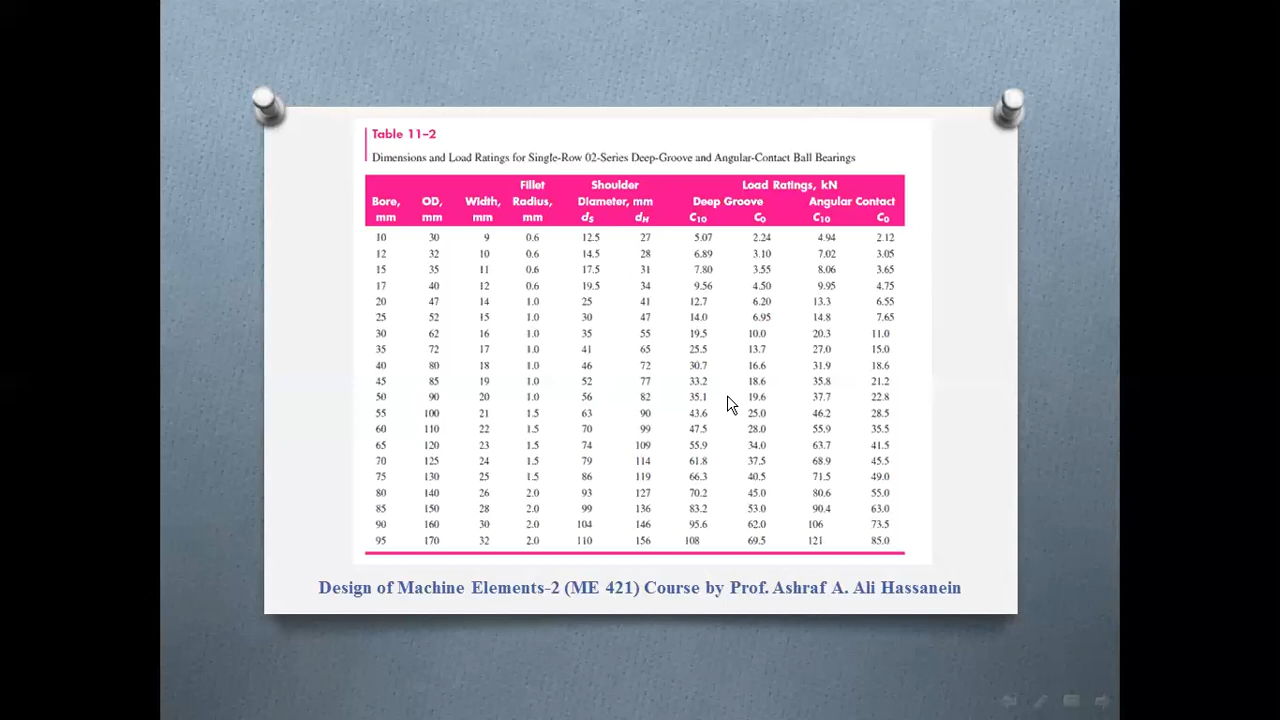 Table 11–2
Dimensions and Load Ratings for Single-Row 02-Series Deep-Groove and Angular-Contact Ball Bearings
Fillet Shoulder Load Ratings, kN
Bore, OD, Width, Radius, Diameter, mm Deep Groove Angular Contact
mm mm mm mm dS dH C10 C0 C10 C0
10 30 9 0.6 12.5 27 5.07 2.24 4.94 2.12
12 32 10 0.6 14.5 28 6.89 3.10 7.02 3.05
15 35 11 0.6 17.5 31 7.80 3.55 8.06 3.65
17 40 12 0.6 19.5 34 9.56 4.50 9.95 4.75
20 47 14 1.0 25 41 12.7 6.20 13.3 6.55
25 52 15 1.0 30 47 14.0 6.95 14.8 7.65
30 62 16 1.0 35 55 19.5 10.0 20.3 11.0
35 72 17 1.0 41 65 25.5 13.7 27.0 15.0
40 80 18 1.0 46 72 30.7 16.6 31.9 18.6
45 85 19 1.0 52 77 33.2 18.6 35.8 21.2
50 90 20 1.0 56 82 35.1 19.6 37.7 22.8
55 100 21 1.5 63 90 43.6 25.0 46.2 28.5
60 110 22 1.5 70 99 47.5 28.0 55.9 35.5
65 120 23 1.5 74 109 55.9 34.0 63.7 41.5
70 125 24 1.5 79 114 61.8 37.5 68.9 45.5
75 130 25 1.5 86 119 66.3 40.5 71.5 49.0
80 140 26 2.0 93 127 70.2 45.0 80.6 55.0
85 150 28 2.0 99 136 83.2 53.0 90.4 63.0
90 160 30 2.0 104 146 95.6 62.0 106 73.5
95 170 32 2.0 110 156 108 69.5 121 85.0
Design of Machine Elements-2 (ME 421) Course by Prof. Ashraf A. Ali Hassanein